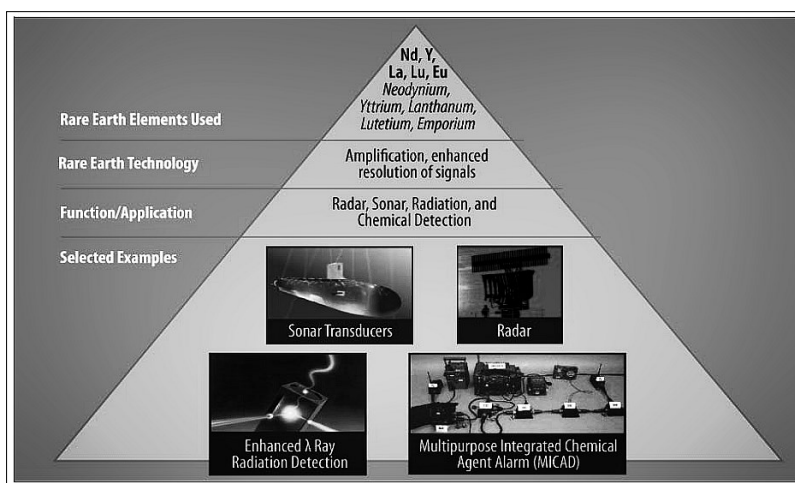 Nd, Y,
La, Lu, Eu
Neodynium,
Yttrium, Lanthanum,
Lutetium, Emporium
Rare Earth Elements Used
Rare Earth Technology
Amplification, enhanced
resolution of signals
Function/Application
Radar, Sonar, Radiation, and
Chemical Detection
Selected Examples
Sonar Transducers
Radar
Enhanced λ Ray
Radiation Detection
Multipurpose Integrated Chemical
Agent Alarm (MICAD)